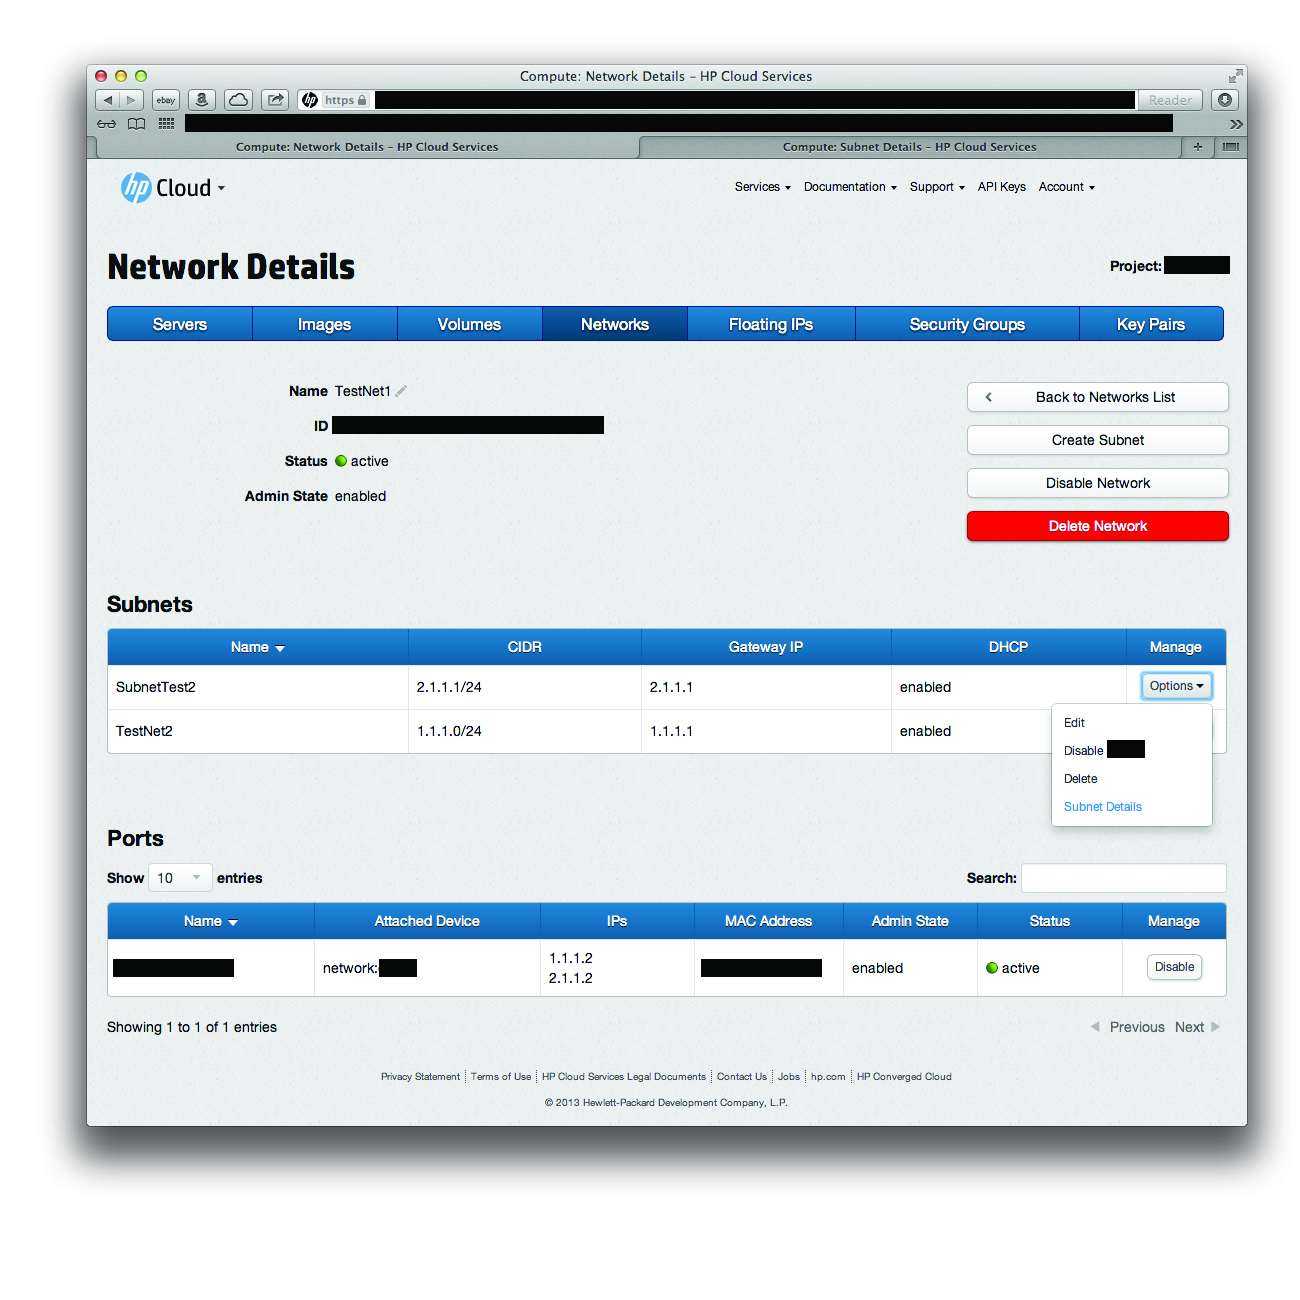 Compute: Network Details – HP Cloud Services
ebay a hp https Reader
Compute: Network Details – HP Cloud Services Compute: Subnet Details – HP Cloud Services +
hp Cloud Services Documentation Support API Keys Account
Network Details Project:
Servers Images Volumes Networks Floating IPs Security Groups Key Pairs
Name TestNet1 Back to Networks List
ID Create Subnet
Status active Disable Network
Admin State enabled Delete Network
Subnets
Name CIDR Gateway IP DHCP Manage
SubnetTest2 2.1.1.1/24 2.1.1.1 enabled Options
TestNet2 1.1.1.0/24 1.1.1.1 enabled
Edit
Disable
Delete
Subnet Details
Ports
Show 10 entries Search:
Name Attached Device IPs MAC Address Admin State Status Manage
network: 1.1.1.2 enabled active Disable
2.1.1.2
Showing 1 to 1 of 1 entries Previous Next
Privacy Statement Terms of Use HP Cloud Services Legal Documents Contact Us Jobs hp.com HP Converged Cloud
© 2013 Hewlett-Packard Development Company, L.P.